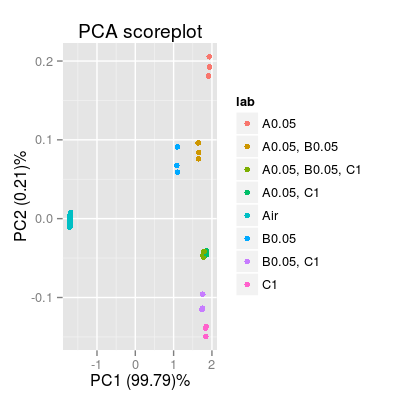 PCA scoreplot
0.2
0.1
0.0
-0.1
PC2 (0.21)%
-1
0
1
2
PC1 (99.79)%
lab
A0.05
A0.05, B0.05
A0.05, B0.05, C1
A0.05, C1
Air
B0.05
B0.05, C1
C1